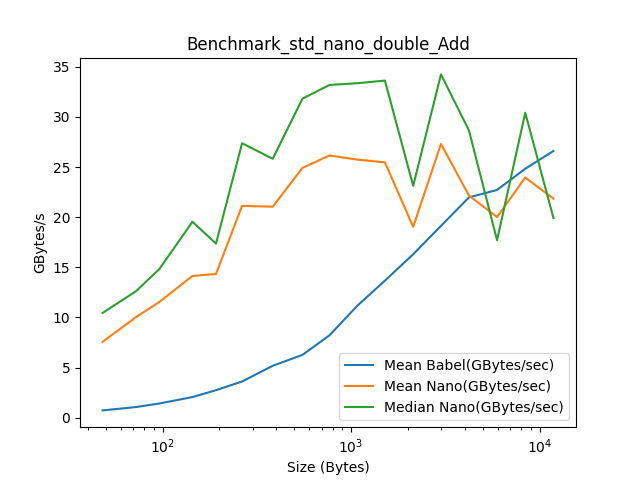 Benchmark_std_nano_double_Add
GBytes/s
35
30
25
20
15
10
5
0
Mean Babel(GBytes/sec)
Mean Nano(GBytes/sec)
Median Nano(GBytes/sec)
10²
10³
10⁴
Size (Bytes)